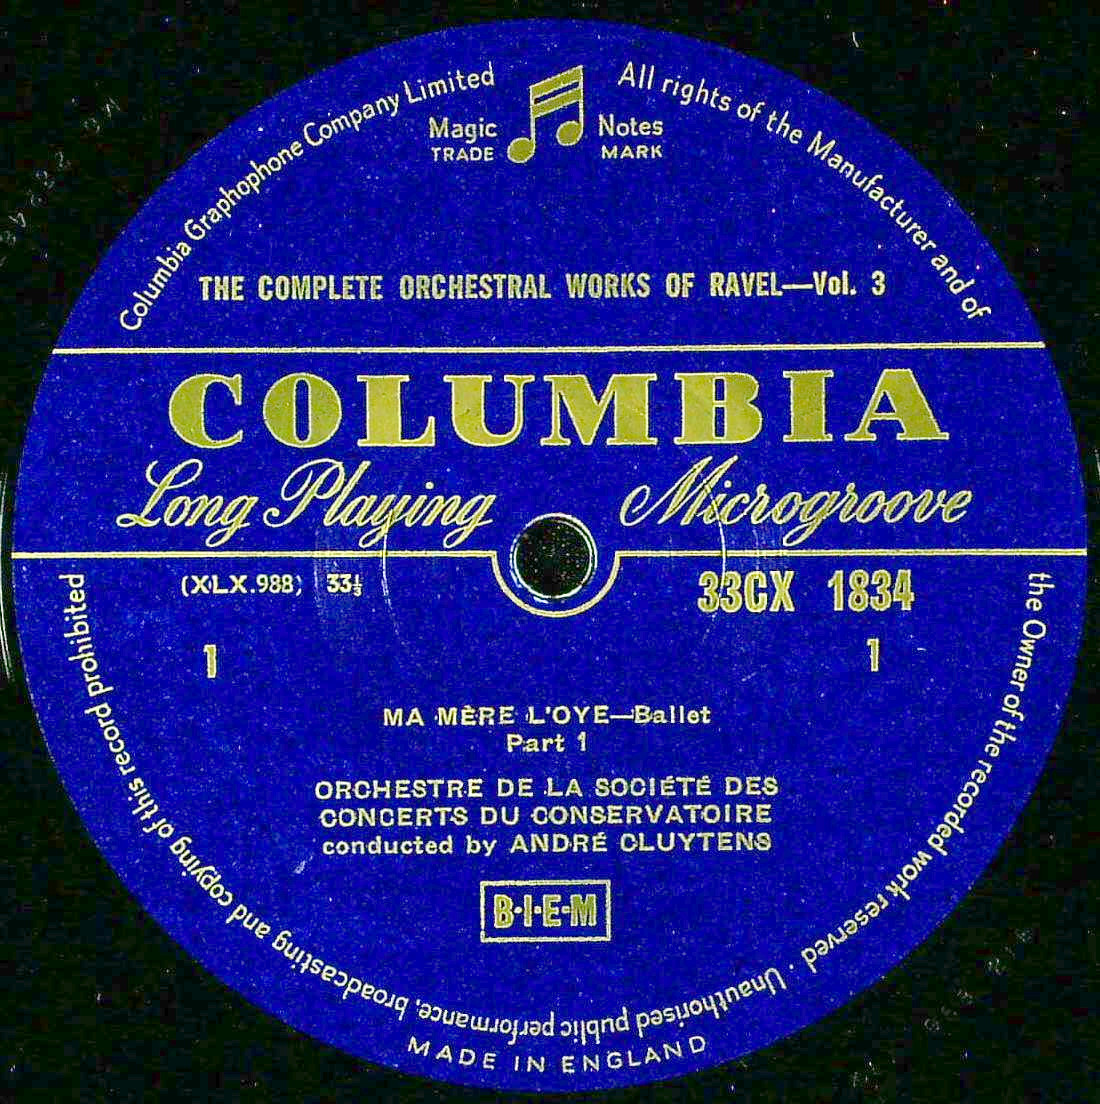 Columbia Graphophone Company Limited
All rights of the Manufacturer and of the Owner of the recorded work reserved · Unauthorised public performance, broadcasting and copying of this record prohibited
Magic Notes
TRADE MARK
THE COMPLETE ORCHESTRAL WORKS OF RAVEL—Vol. 3
COLUMBIA
Long Playing Microgroove
(XLX.988) 33⅓
33CX 1834
1 1
MA MÈRE L'OYE—Ballet
Part 1
ORCHESTRE DE LA SOCIÉTÉ DES
CONCERTS DU CONSERVATOIRE
conducted by ANDRÉ CLUYTENS
B·I·E·M
MADE IN ENGLAND